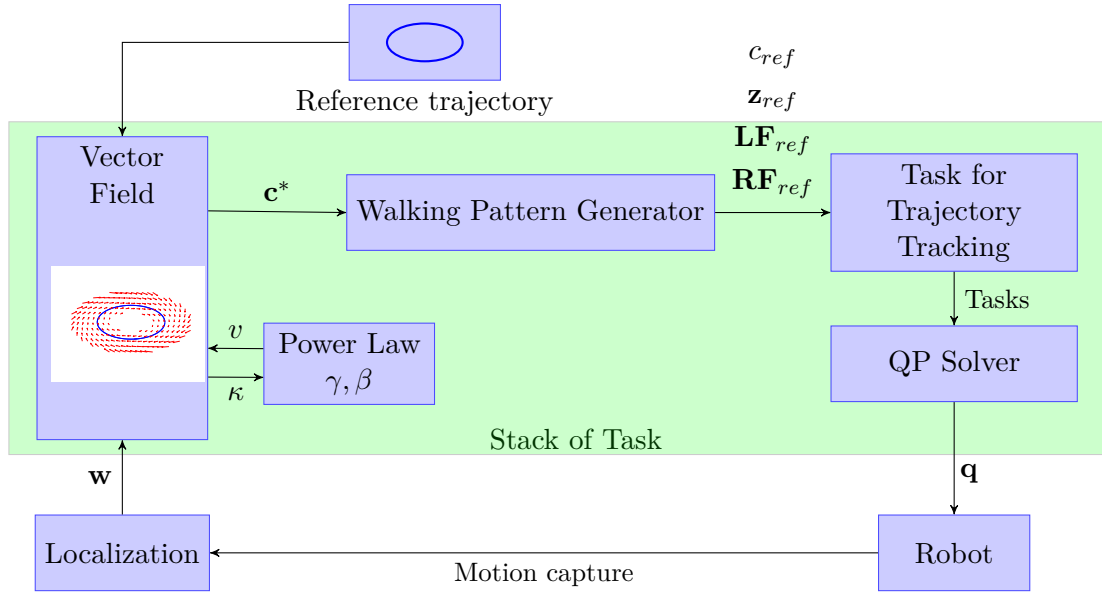 c_ref
z_ref
Reference trajectory
LF_ref
RF_ref
Vector
Field
c*
Walking Pattern Generator
Task for
Trajectory
Tracking
Tasks
v
Power Law
γ, β
κ
QP Solver
Stack of Task
w
q
Localization
Motion capture
Robot